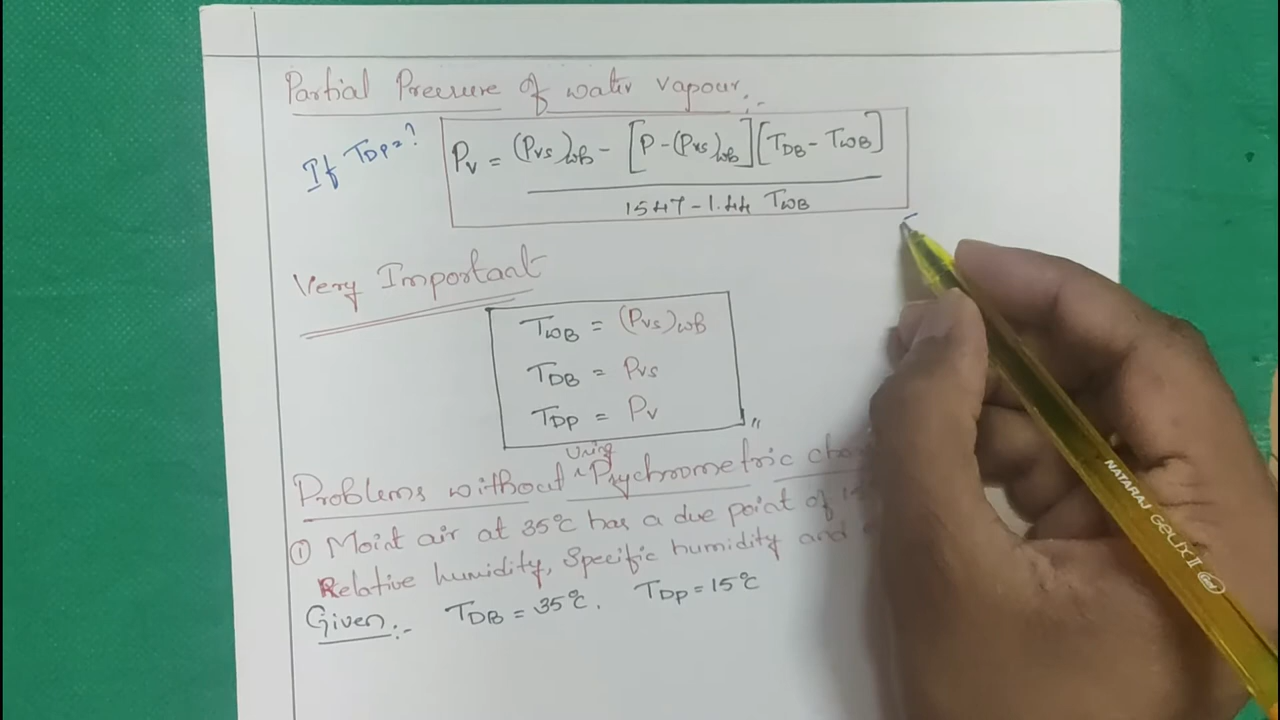 Partial Pressure of water vapour:-
If TDP=?
Pv = (Pvs)WB - [P-(Pvs)WB][TDB - TWB]
1547-1.44 TWB
Very Important
TWB = (Pvs)WB
TDB = Pvs
TDP = Pv
Using
Problems without ^ Psychrometric
① Moist air at 35°C has a due point of
Relative humidity, Specific humidity and
Given:- TDB = 35°C. TDP = 15°C
NATARAJ GELIX II